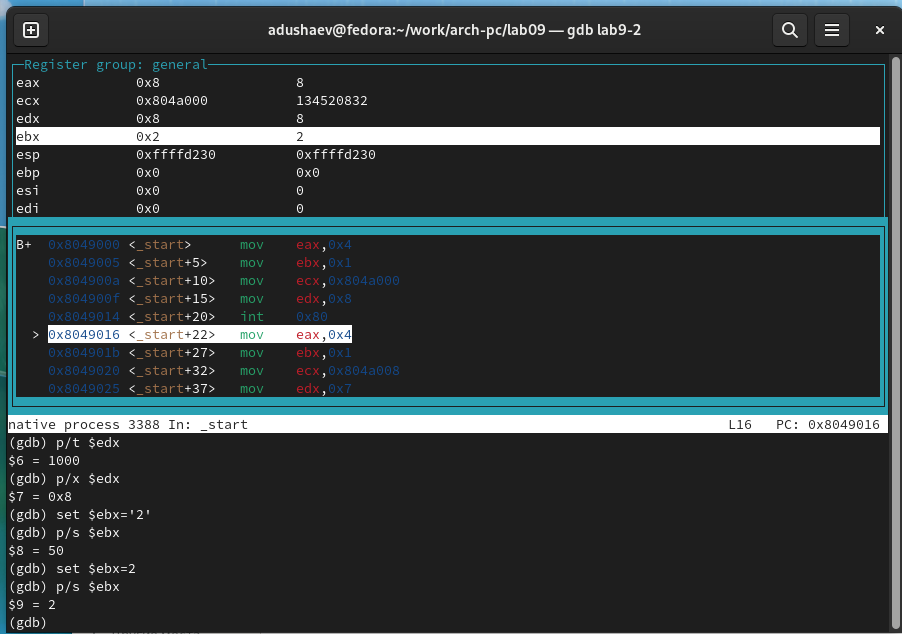 adushaev@fedora:~/work/arch-pc/lab09 — gdb lab9-2
Register group: general
eax 0x8 8
ecx 0x804a000 134520832
edx 0x8 8
ebx 0x2 2
esp 0xffffd230 0xffffd230
ebp 0x0 0x0
esi 0x0 0
edi 0x0 0
B+ 0x8049000 <_start> mov eax,0x4
0x8049005 <_start+5> mov ebx,0x1
0x804900a <_start+10> mov ecx,0x804a000
0x804900f <_start+15> mov edx,0x8
0x8049014 <_start+20> int 0x80
> 0x8049016 <_start+22> mov eax,0x4
0x804901b <_start+27> mov ebx,0x1
0x8049020 <_start+32> mov ecx,0x804a008
0x8049025 <_start+37> mov edx,0x7
native process 3388 In: _start L16 PC: 0x8049016
(gdb) p/t $edx
$6 = 1000
(gdb) p/x $edx
$7 = 0x8
(gdb) set $ebx='2'
(gdb) p/s $ebx
$8 = 50
(gdb) set $ebx=2
(gdb) p/s $ebx
$9 = 2
(gdb)